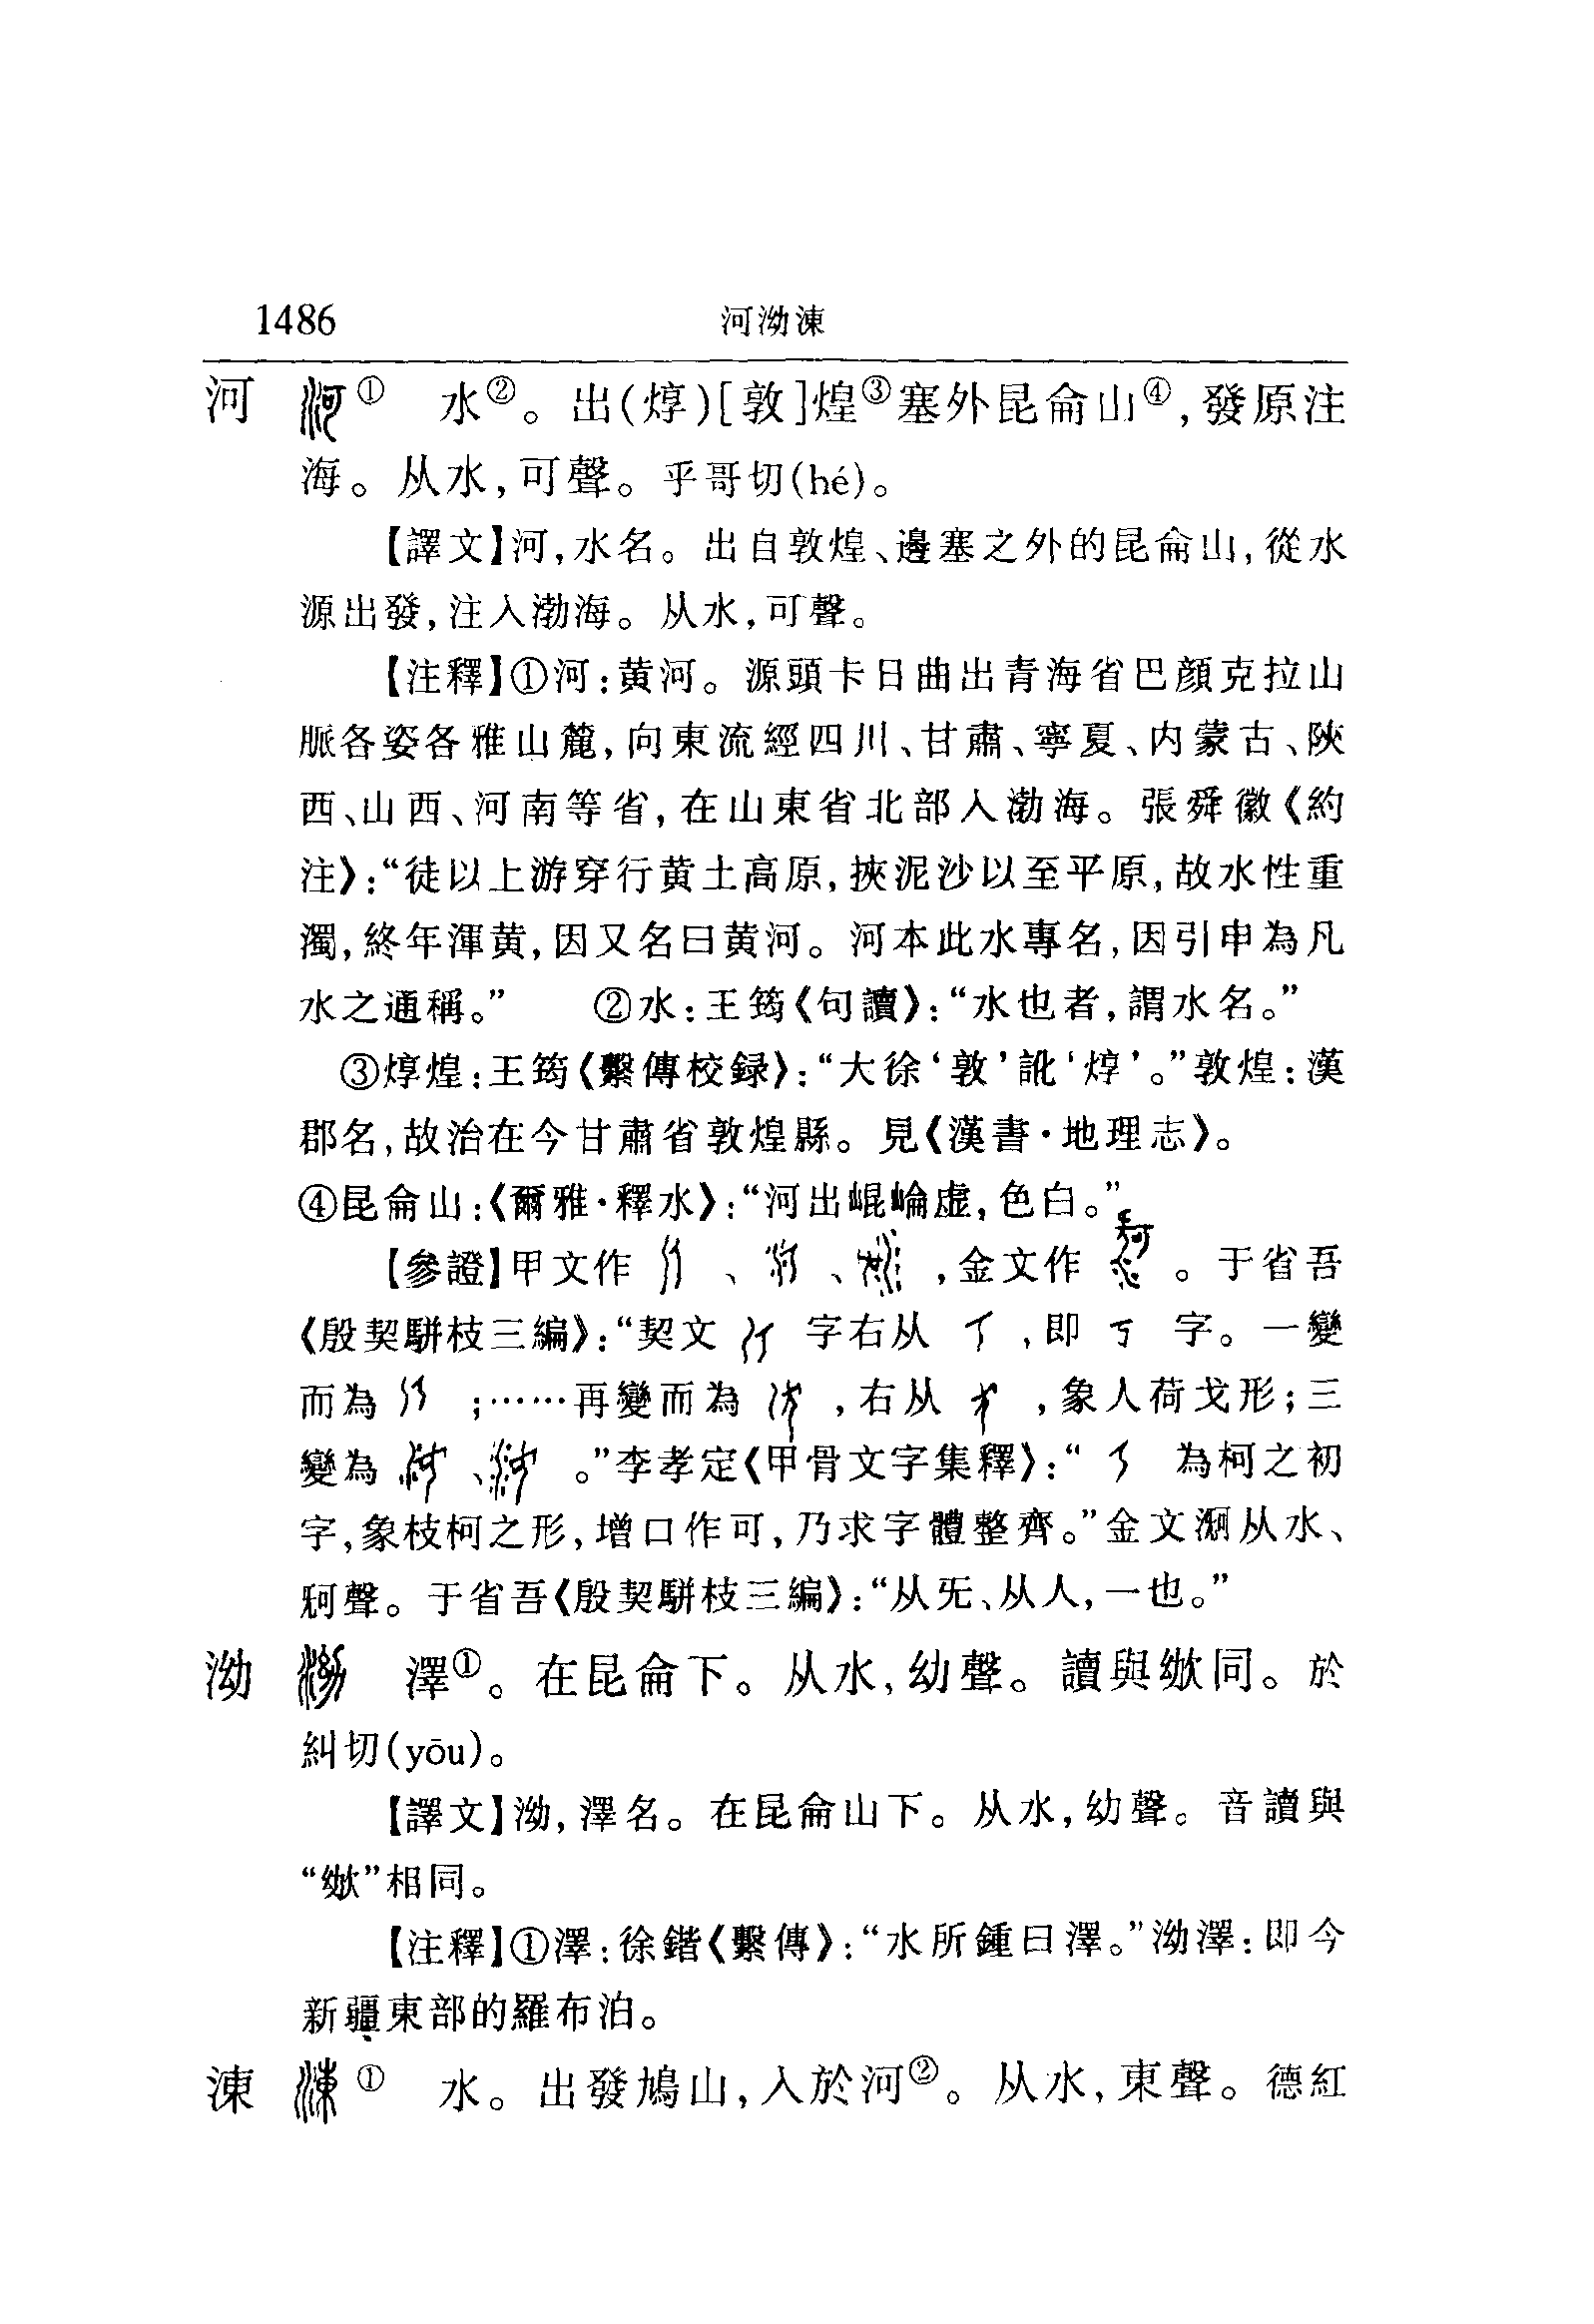 1486 河泑涷
河 ① 水②。出(焞)[敦]煌③塞外昆侖山④,發原注
海。从水,可聲。乎哥切(hé)。
【譯文】河,水名。出自敦煌、邊塞之外的昆侖山,從水
源出發,注入渤海。从水,可聲。
【注釋】①河:黄河。源頭卡日曲出青海省巴顔克拉山
脈各姿各雅山麓,向東流經四川、甘肅、寧夏、内蒙古、陝
西、山西、河南等省,在山東省北部入渤海。張舜徽《約
注》:“徒以上游穿行黄土高原,挾泥沙以至平原,故水性重
濁,終年渾黄,因又名曰黄河。河本此水專名,因引申為凡
水之通稱。” ②水:王筠《句讀》:“水也者,謂水名。”
③焞煌:王筠《繫傳校録》:“大徐‘敦’訛‘焞’。”敦煌:漢
郡名,故治在今甘肅省敦煌縣。見《漢書·地理志》。
④昆侖山:《爾雅·釋水》:“河出崐崘虚,色白。”
【參證】甲文作 、 、 ,金文作 。于省吾
《殷契駢枝三編》:“契文 字右从 ,即 丂 字。一變
而為 ;……再變而為 ,右从 ,象人荷戈形;三
變為 、 。”李孝定《甲骨文字集釋》:“ 為柯之初
字,象枝柯之形,增口作可,乃求字體整齊。”金文 从水、
聲。于省吾《殷契駢枝三編》:“从旡、从人,一也。”
泑 澤①。在昆侖下。从水,幼聲。讀與㕭同。於
糾切(yōu)。
【譯文】泑,澤名。在昆侖山下。从水,幼聲。音讀與
“ ”相同。
【注釋】①澤:徐鍇《繫傳》:“水所鍾曰澤。”泑澤:即今
新疆東部的羅布泊。
涷 ① 水。出發鳩山,入於河②。从水,東聲。德紅